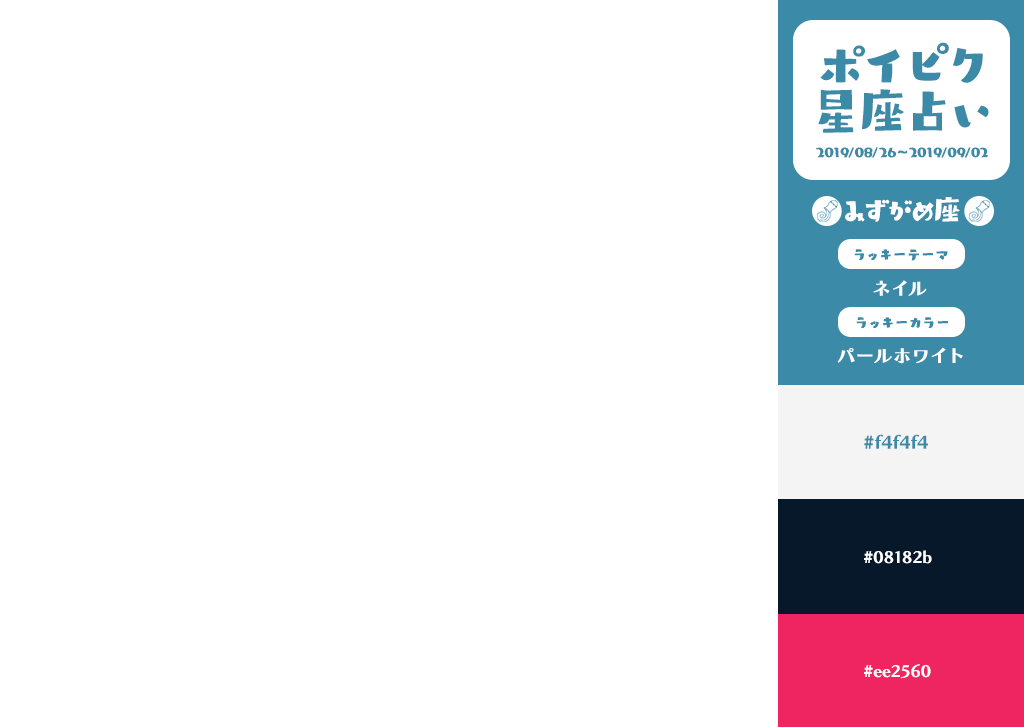 ポイピク
星座占い
2019/08/26~2019/09/02
みずがめ座
ラッキーテーマ
ネイル
ラッキーカラー
パールホワイト
#f4f4f4
#08182b
#ee2560